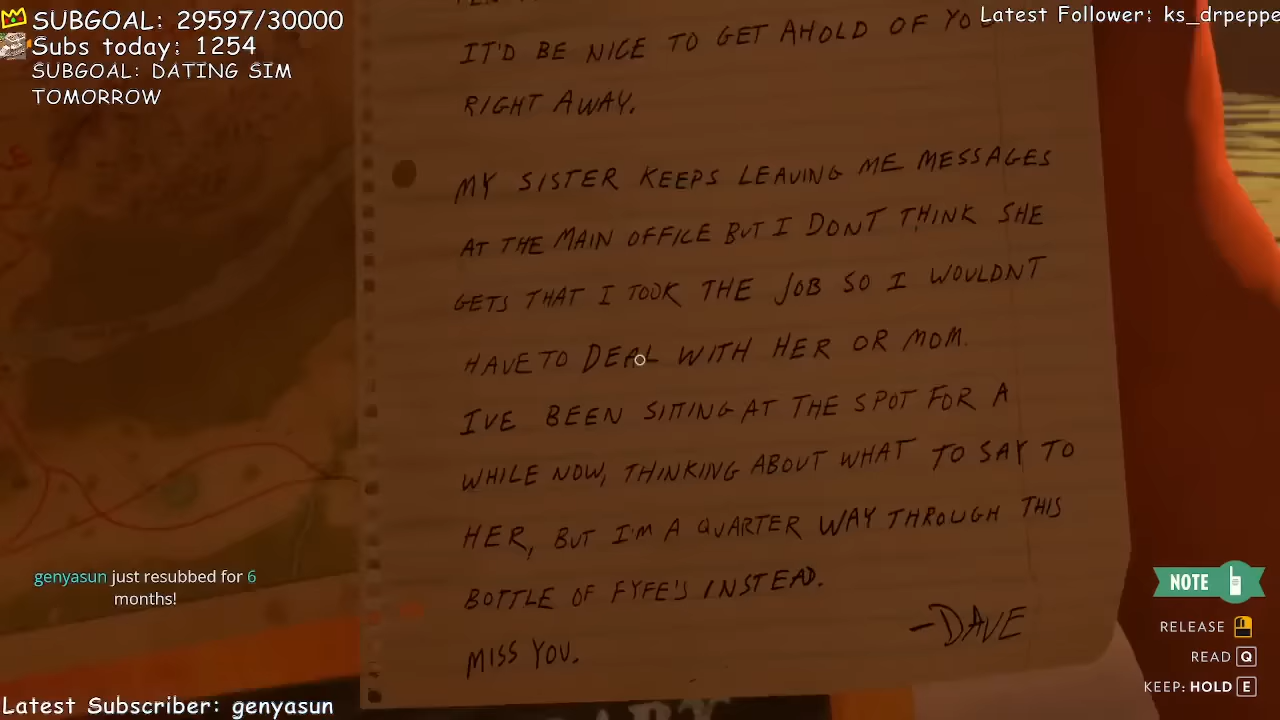 SUBGOAL: 29597/30000
Subs today: 1254
SUBGOAL: DATING SIM
TOMORROW
Latest Follower: ks_drpeppe
IT'D BE NICE TO GET AHOLD OF YO
RIGHT AWAY.
MY SISTER KEEPS LEAVING ME MESSAGES
AT THE MAIN OFFICE BUT I DONT THINK SHE
GETS THAT I TOOK THE JOB SO I WOULDNT
HAVE TO DEAL WITH HER OR MOM.
I'VE BEEN SITTING AT THE SPOT FOR A
WHILE NOW, THINKING ABOUT WHAT TO SAY TO
HER, BUT I'M A QUARTER WAY THROUGH THIS
BOTTLE OF FYFE'S INSTEAD.
MISS YOU.
-DAVE
genyasun just resubbed for 6
months!
NOTE
RELEASE
READ Q
KEEP: HOLD E
Latest Subscriber: genyasun